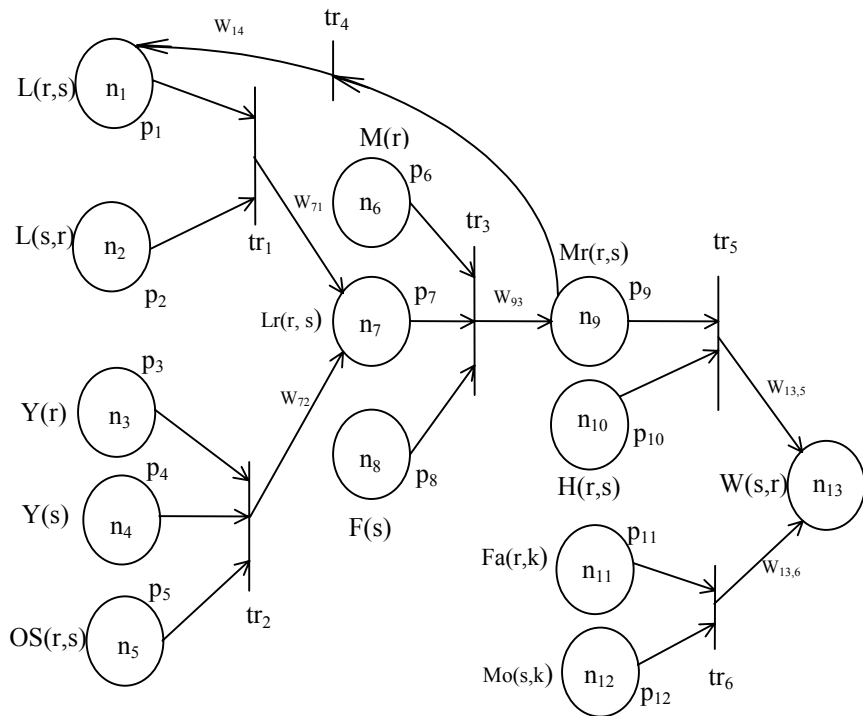 W14
tr4
L(r,s)
n1
p1
M(r)
p6
n6
W71
tr3
L(s,r)
n2
p2
tr1
Mr(r,s)
tr5
p7
W93
p9
Lr(r, s)
n7
n9
p3
W72
W13,5
Y(r)
n3
n10
p10
p4
n8
p8
H(r,s)
W(s,r)
n13
Y(s)
n4
F(s)
p11
Fa(r,k)
n11
W13,6
p5
tr2
OS(r,s)
n5
Mo(s,k)
n12
p12
tr6